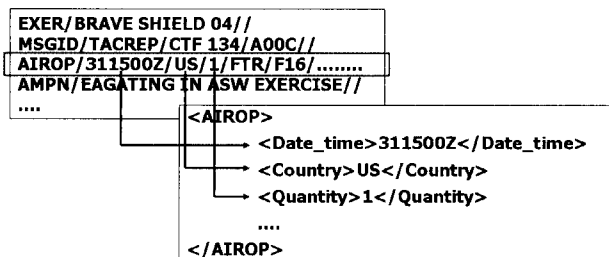 EXER/BRAVE SHIELD 04//
MSGID/TACREP/CTF 134/A00C//
AIROP/311500Z/US/1/FTR/F16/........
AMPN/EAGATING IN ASW EXERCISE//
....
<AIROP>
<Date_time>311500Z</Date_time>
<Country>US</Country>
<Quantity>1</Quantity>
....
</AIROP>